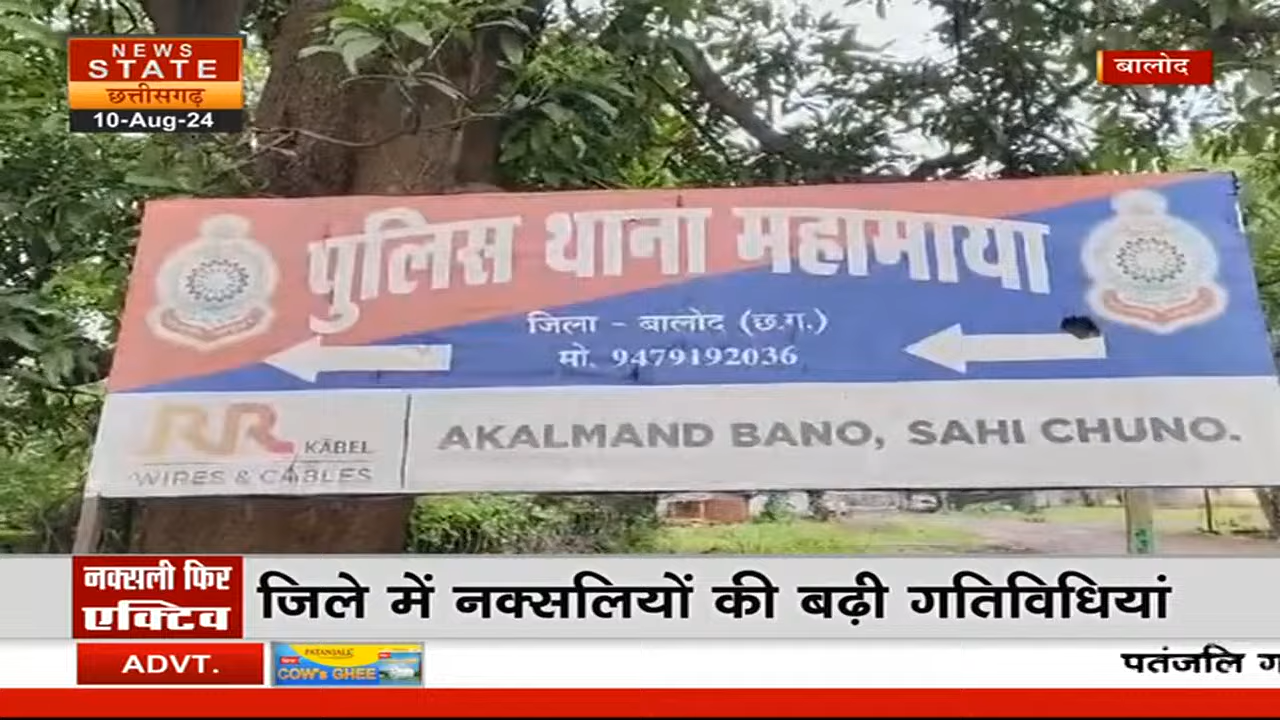 NEWS
STATE
छत्तीसगढ़
10-Aug-24
बालोद
पुलिस थाना महामाया
जिला - बालोद (छ.ग.)
मो. 9479192036
RR KABEL
WIRES & CABLES
AKALMAND BANO, SAHI CHUNO.
नक्सली फिर
एक्टिव
जिले में नक्सलियों की बढ़ी गतिविधियां
ADVT.
PATANJALI
COW's GHEE
पतंजलि